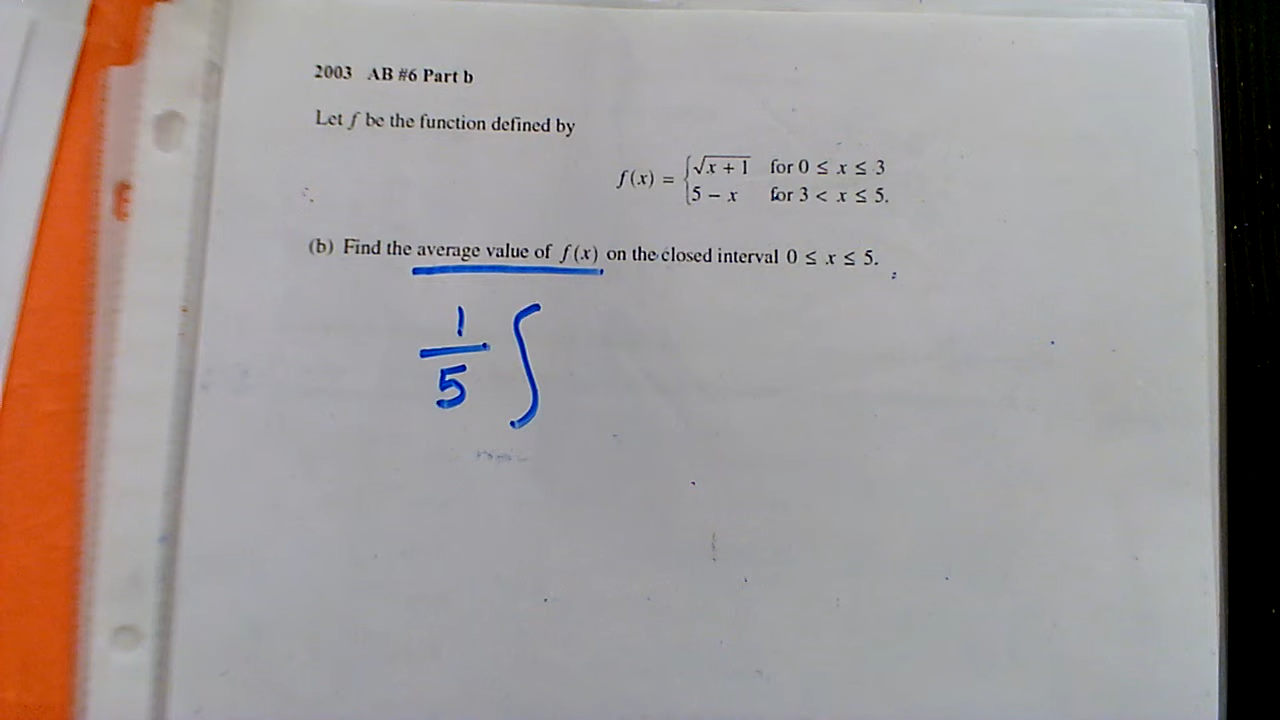 2003 AB #6 Part b
Let f be the function defined by
f(x) = { √x + 1 for 0 ≤ x ≤ 3
5 − x for 3 < x ≤ 5.
(b) Find the average value of f(x) on the closed interval 0 ≤ x ≤ 5.
1/5 ∫